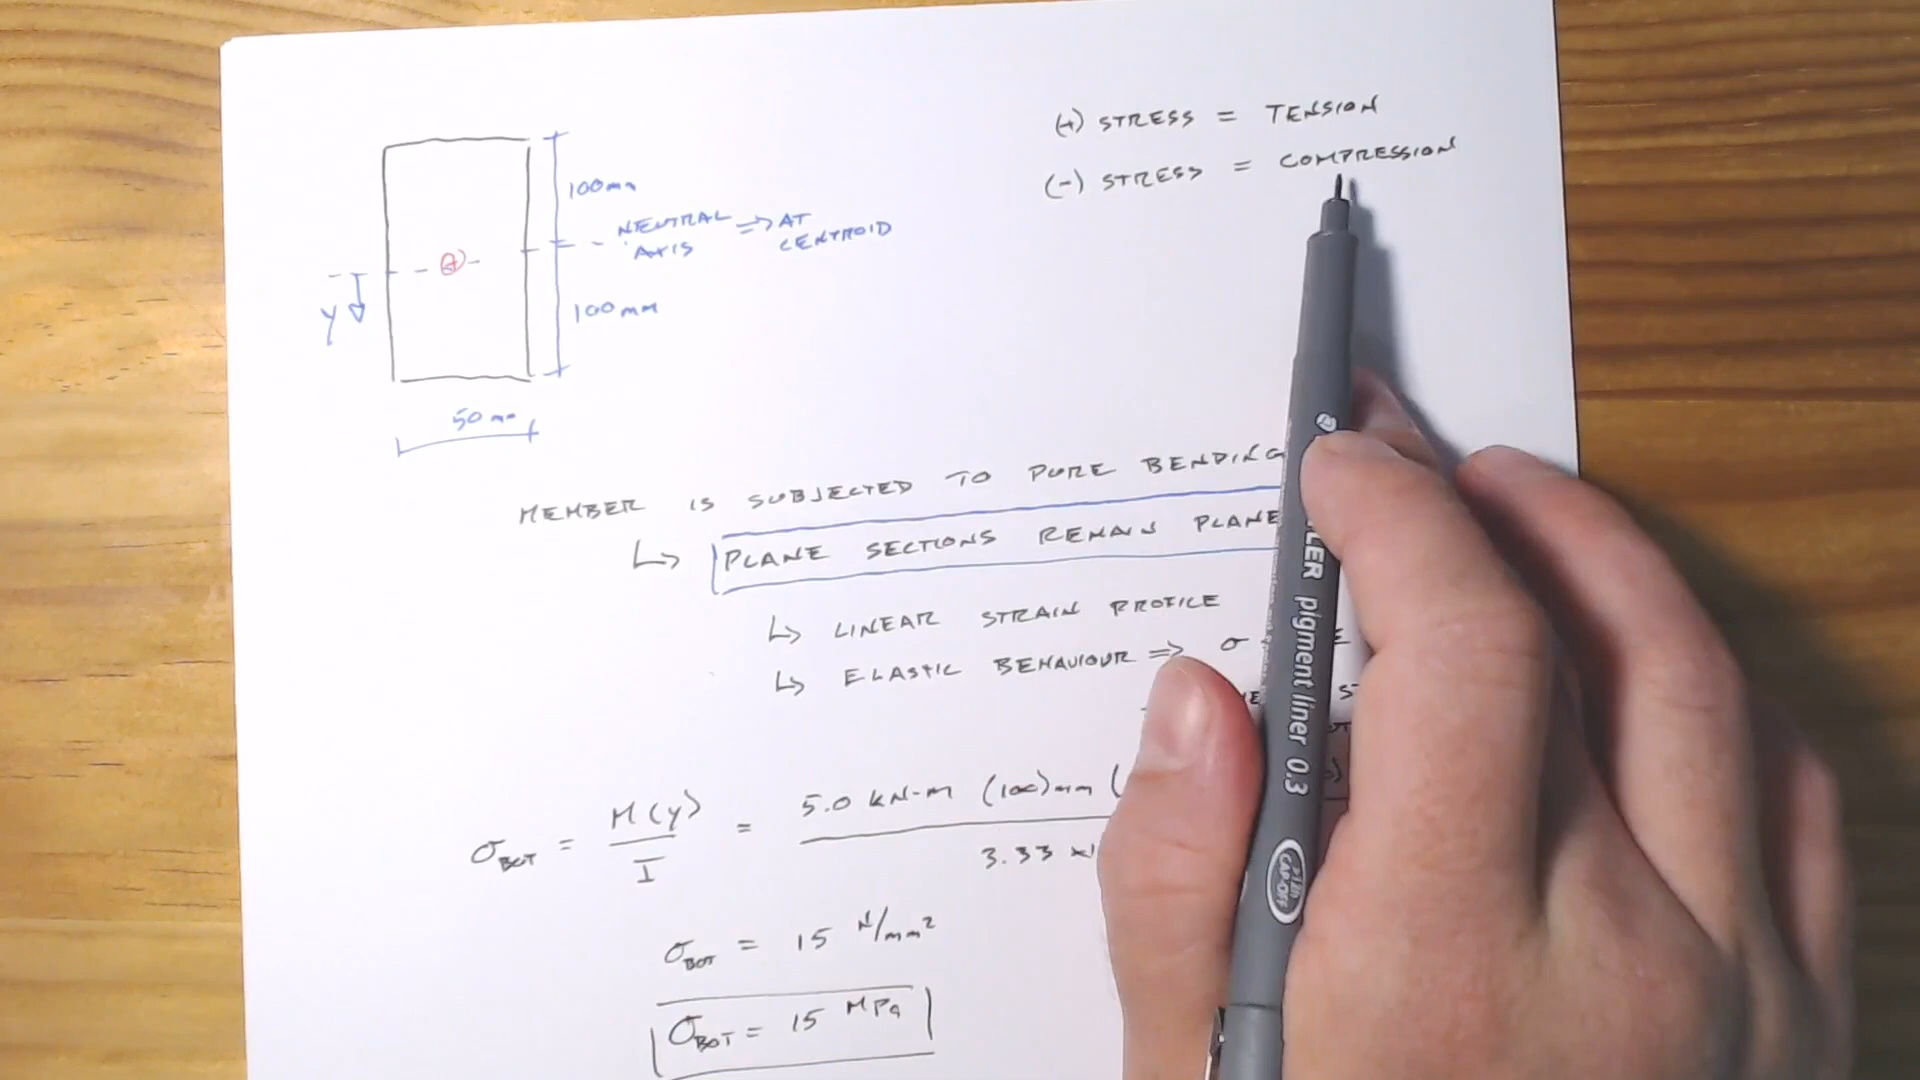 (+) STRESS = TENSION
(-) STRESS = COMPRESSION
100mm
NEUTRAL AXIS => AT CENTROID
y
100mm
50mm
MEMBER IS SUBJECTED TO PURE BENDING
↳ PLANE SECTIONS REMAIN PLANE
↳ LINEAR STRAIN PROFILE
↳ ELASTIC BEHAVIOUR => σ
σBOT = M(y) / I = 5.0 kN-m (100)mm ( / 3.33 x
σBOT = 15 N/mm²
σBOT = 15 MPa
pigment liner 0.3
CAP-OFF